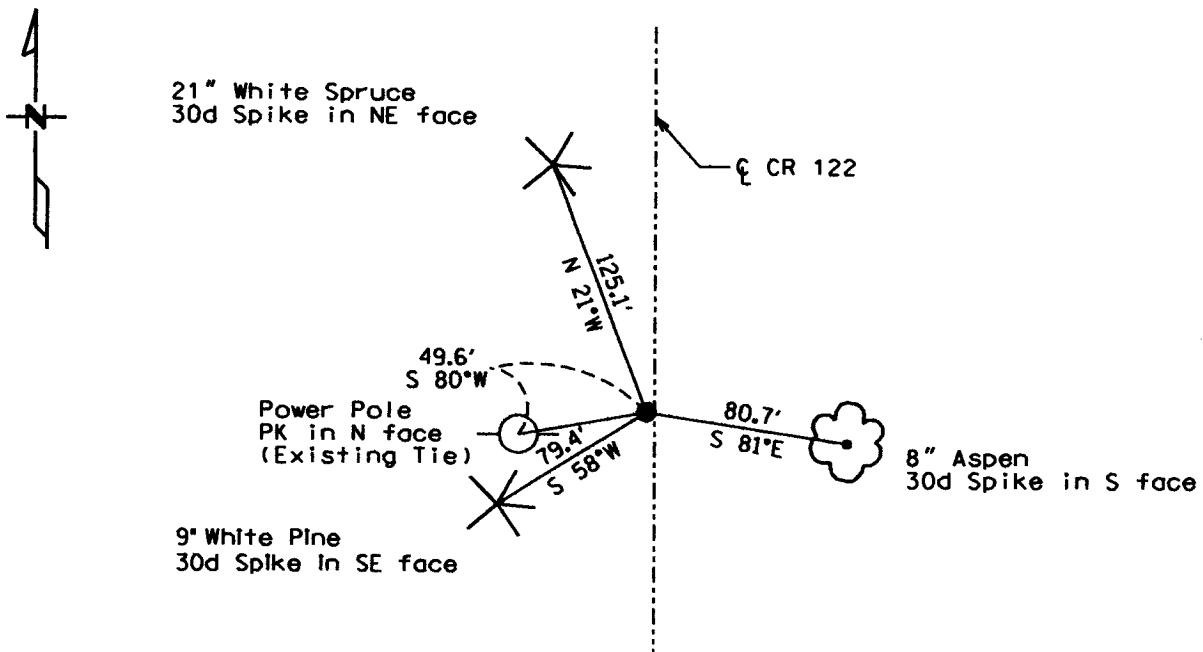 N
21" White Spruce
30d Spike in NE face
℄ CR 122
125.1'
N 21°W
49.6'
S 80°W
Power Pole
PK in N face
(Existing Tie)
79.4'
S 58°W
80.7'
S 81°E
8" Aspen
30d Spike in S face
9" White Pine
30d Spike in SE face